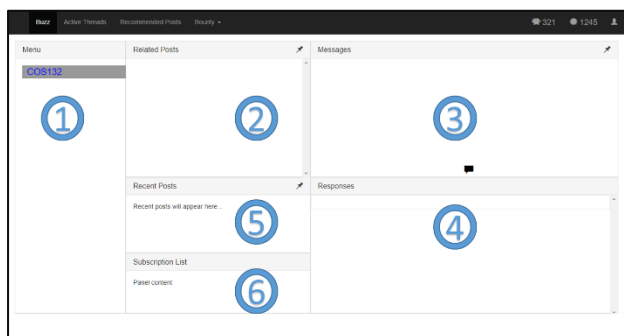 Buzz Active Threads Recommended Posts Bounty 321 1245
Menu Related Posts Messages
COS132
1 2 3
Recent Posts Responses
Recent posts will appear here ..
5 4
Subscription List
Panel content
6